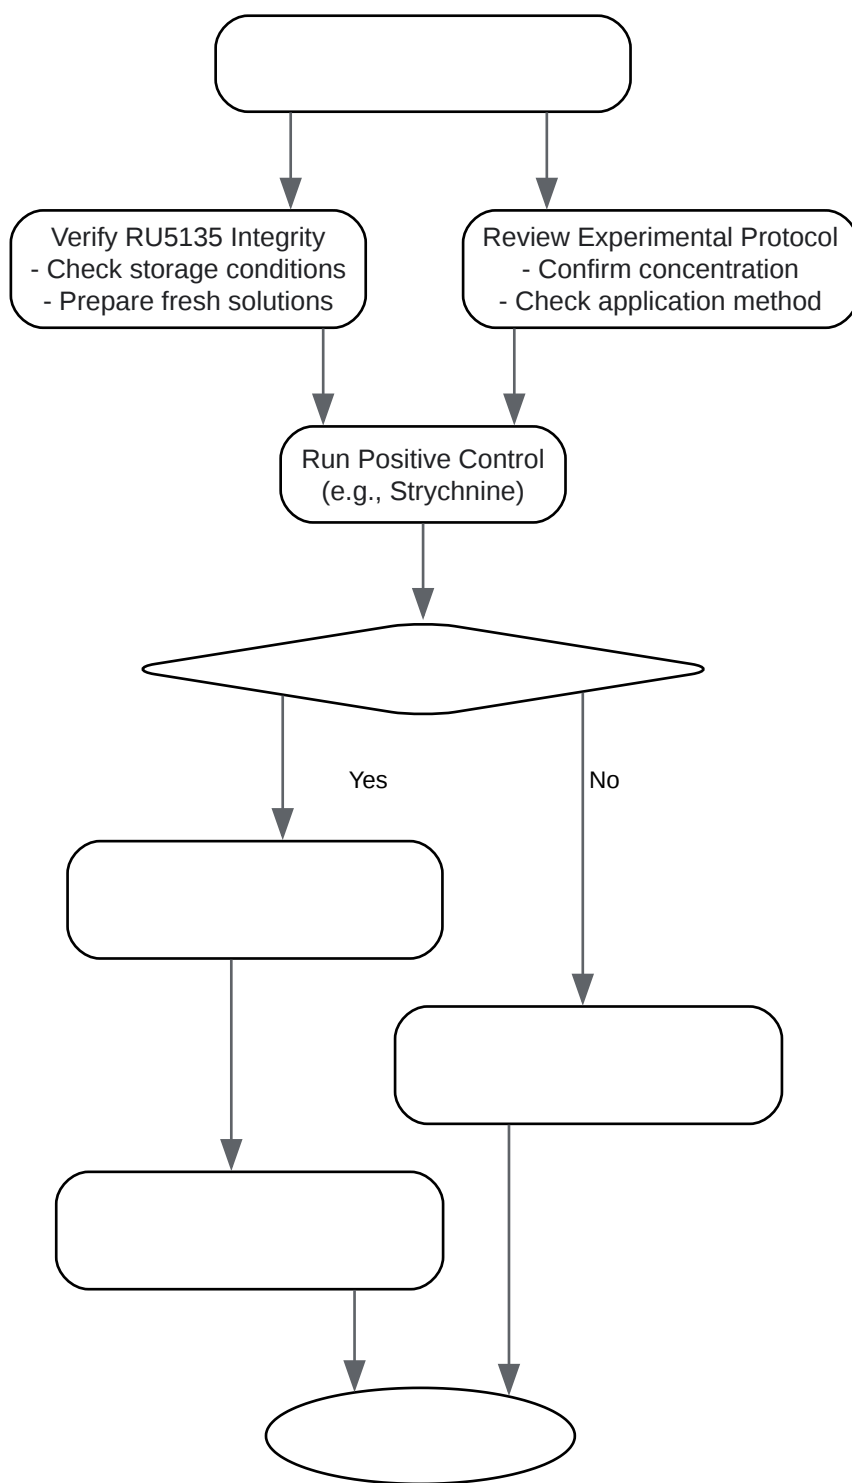 Verify RU5135 Integrity
- Check storage conditions
- Prepare fresh solutions
Review Experimental Protocol
- Confirm concentration
- Check application method
Run Positive Control
(e.g., Strychnine)
Yes
No